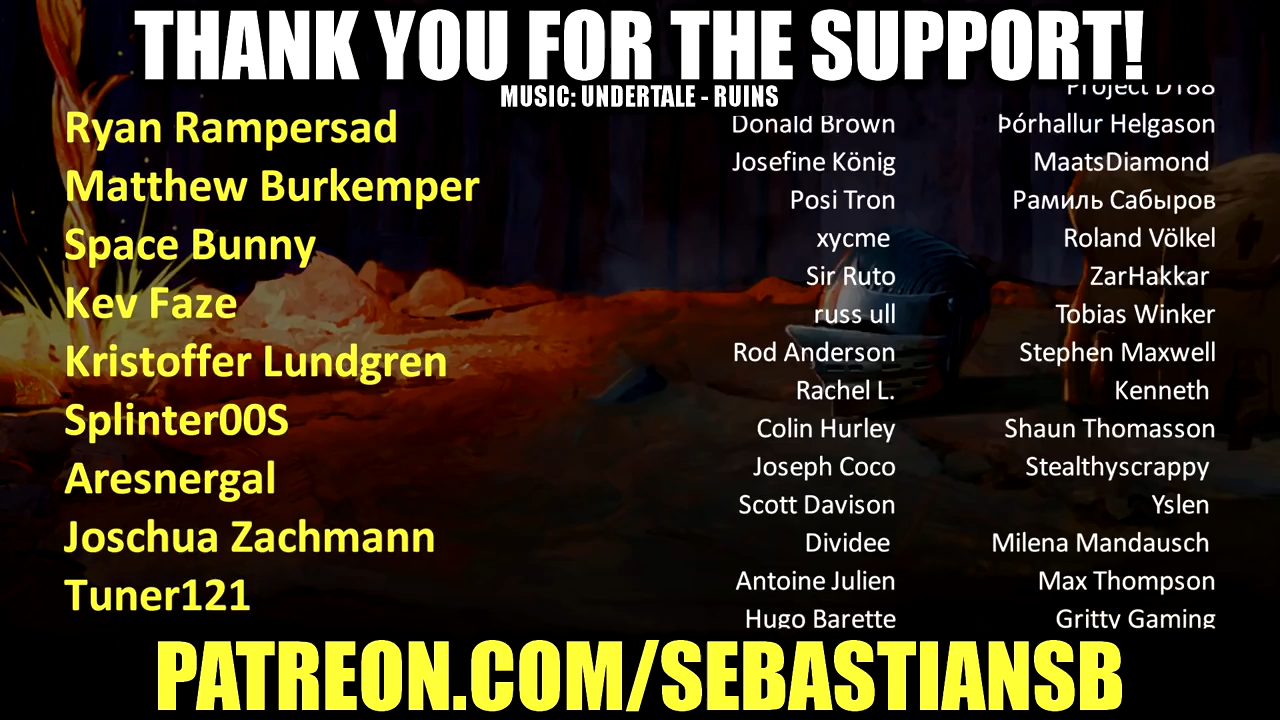 THANK YOU FOR THE SUPPORT!
MUSIC: UNDERTALE - RUINS
Ryan Rampersad
Matthew Burkemper
Space Bunny
Kev Faze
Kristoffer Lundgren
Splinter00S
Aresnergal
Joschua Zachmann
Tuner121
Donald Brown
Josefine König
Posi Tron
xycme
Sir Ruto
russ ull
Rod Anderson
Rachel L.
Colin Hurley
Joseph Coco
Scott Davison
Dividee
Antoine Julien
Hugo Barette
Project D188
Þórhallur Helgason
MaatsDiamond
Рамиль Сабыров
Roland Völkel
ZarHakkar
Tobias Winker
Stephen Maxwell
Kenneth
Shaun Thomasson
Stealthyscrappy
Yslen
Milena Mandausch
Max Thompson
Gritty Gaming
PATREON.COM/SEBASTIANSB